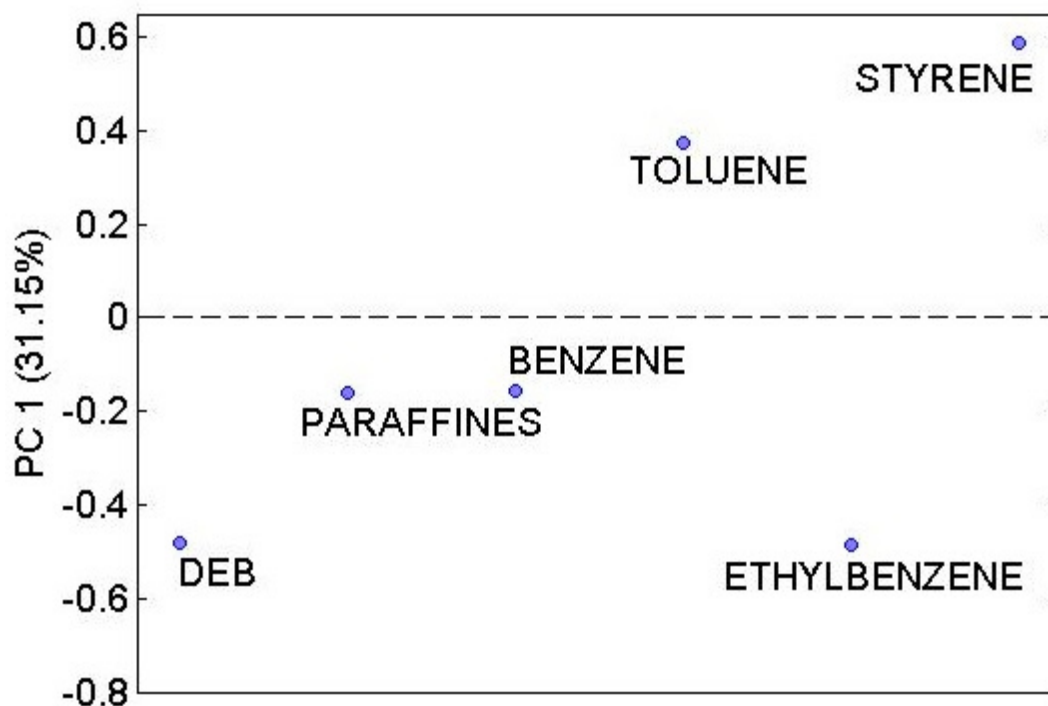 0.6
STYRENE
0.4
TOLUENE
0.2
PC 1 (31.15%)
0
BENZENE
-0.2
PARAFFINES
-0.4
DEB
ETHYLBENZENE
-0.6
-0.8